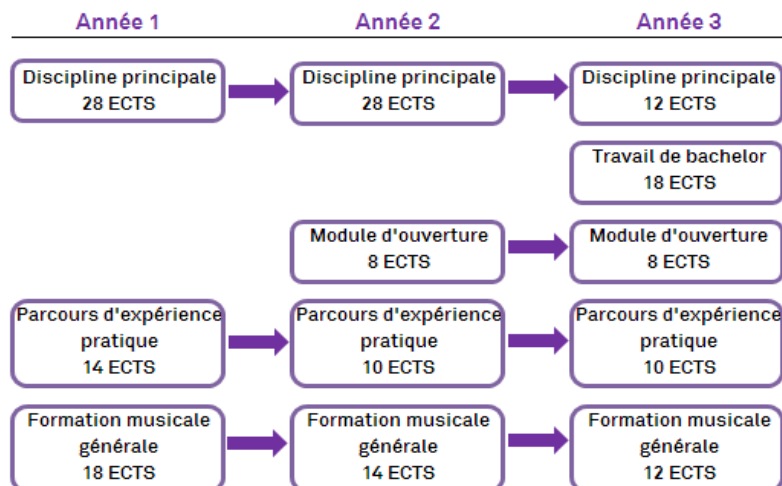 Année 1
Année 2
Année 3
Discipline principale
28 ECTS
Discipline principale
28 ECTS
Discipline principale
12 ECTS
Travail de bachelor
18 ECTS
Module d'ouverture
8 ECTS
Module d'ouverture
8 ECTS
Parcours d'expérience
pratique
14 ECTS
Parcours d'expérience
pratique
10 ECTS
Parcours d'expérience
pratique
10 ECTS
Formation musicale
générale
18 ECTS
Formation musicale
générale
14 ECTS
Formation musicale
générale
12 ECTS